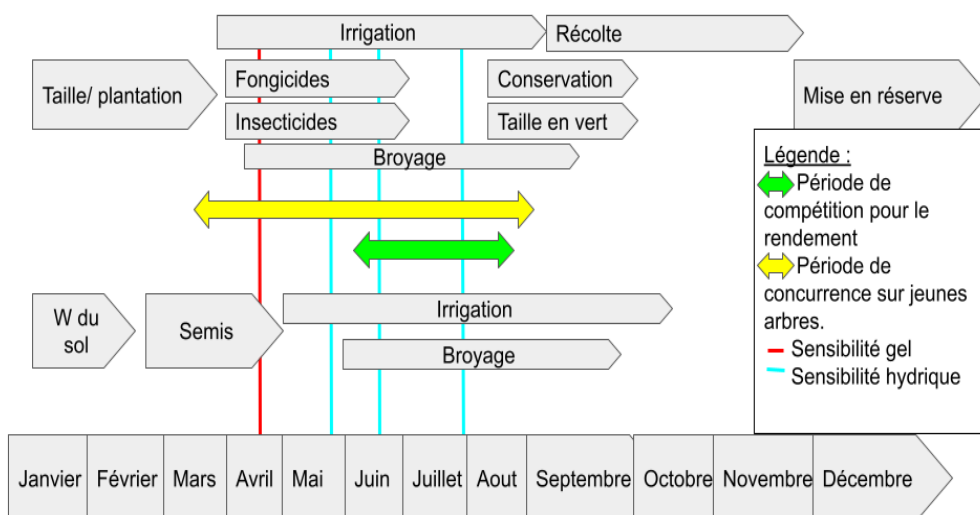 Irrigation
Récolte
Taille/ plantation
Fongicides
Conservation
Mise en réserve
Insecticides
Taille en vert
Broyage
Légende :
Période de
compétition pour le
rendement
Période de
concurrence sur jeunes
arbres.
Sensibilité gel
Sensibilité hydrique
W du
sol
Semis
Irrigation
Broyage
Janvier Février Mars Avril Mai Juin Juillet Aout Septembre Octobre Novembre Décembre